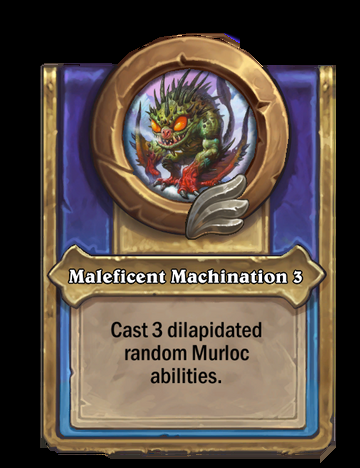 Maleficent Machination 3
Cast 3 dilapidated
random Murloc
abilities.